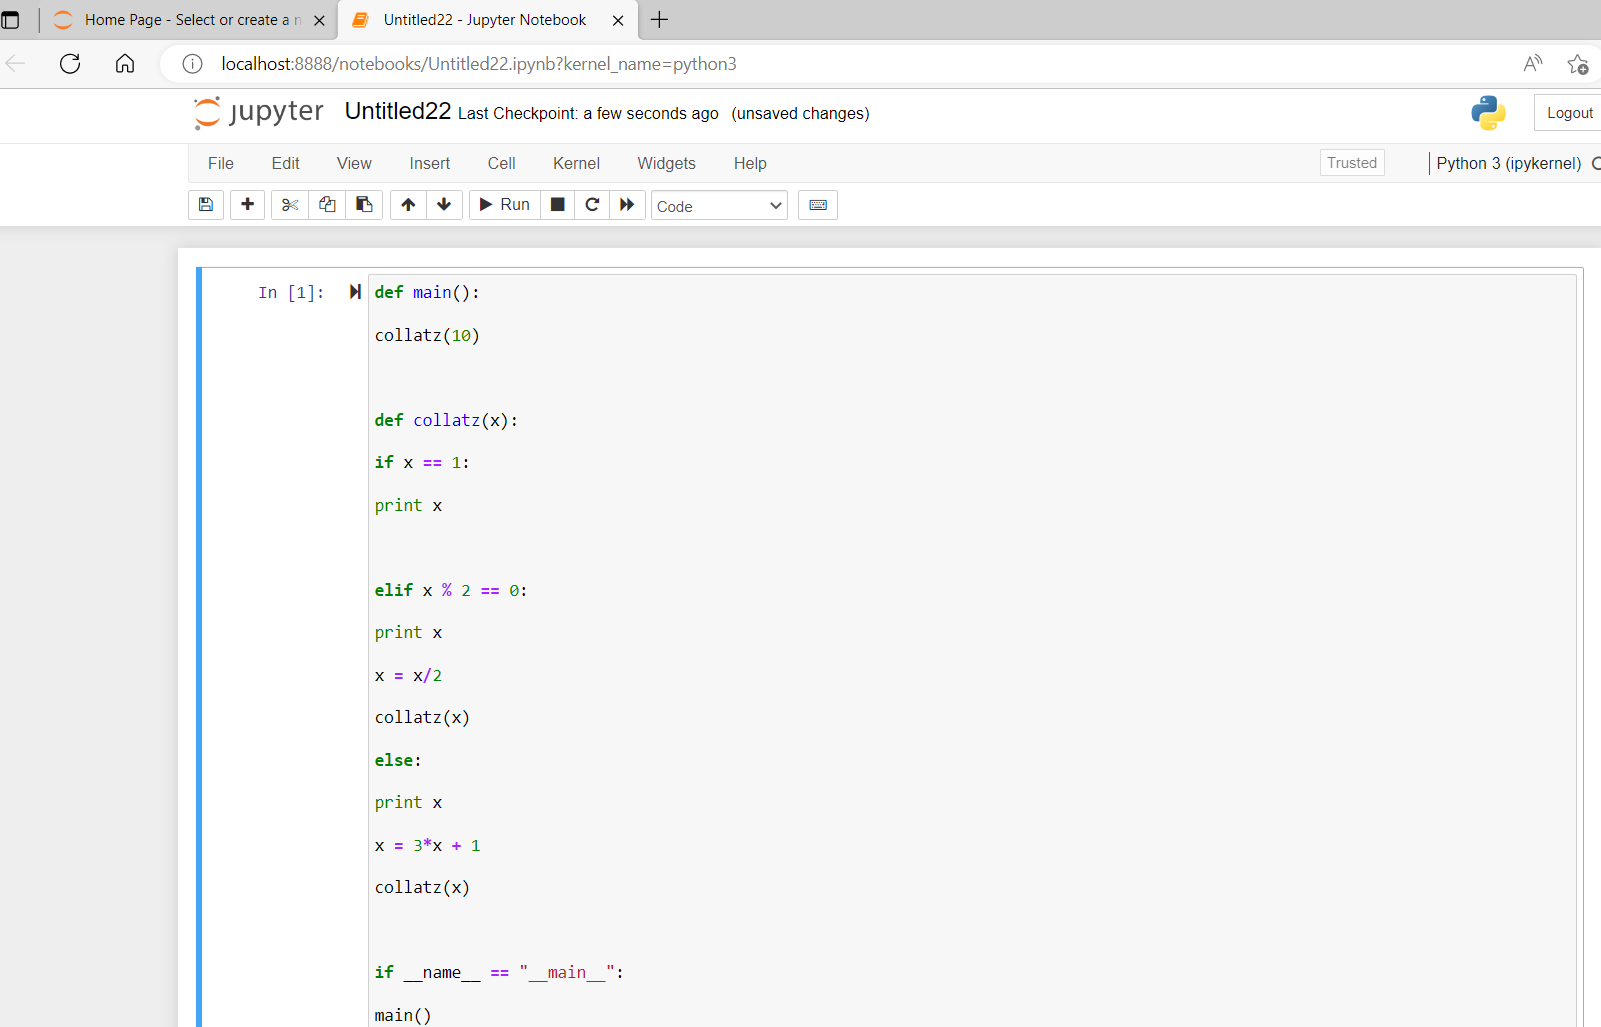 Home Page - Select or create a n
Untitled22 - Jupyter Notebook
localhost:8888/notebooks/Untitled22.ipynb?kernel_name=python3
jupyter Untitled22 Last Checkpoint: a few seconds ago (unsaved changes)
Logout
File Edit View Insert Cell Kernel Widgets Help
Trusted
Python 3 (ipykernel)
Run
Code
In [1]:
def main():
collatz(10)
def collatz(x):
if x == 1:
print x
elif x % 2 == 0:
print x
x = x/2
collatz(x)
else:
print x
x = 3*x + 1
collatz(x)
if __name__ == "__main__":
main()